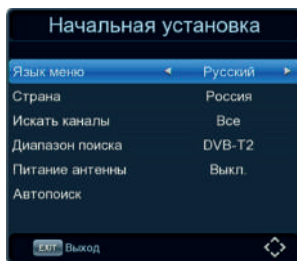 Начальная установка
Язык меню Русский
Страна Россия
Искать каналы Все
Диапазон поиска DVB-T2
Питание антенны Выкл.
Автопоиск
EXIT Выход